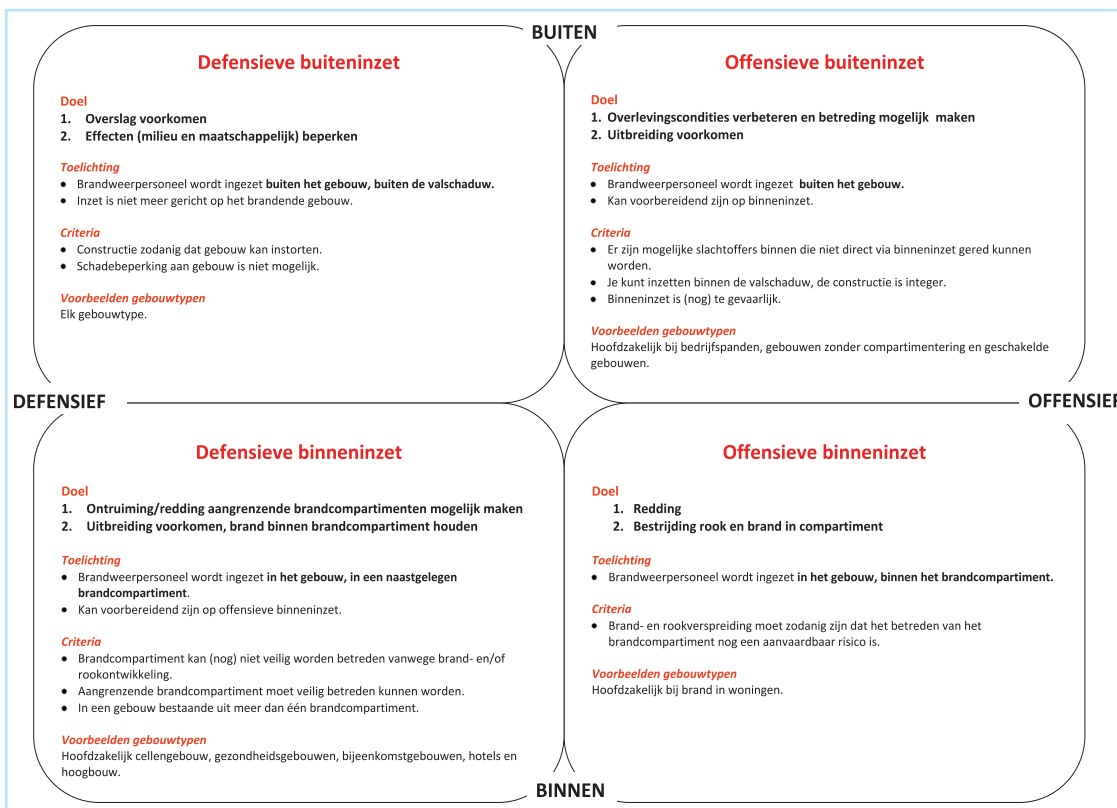 BUITEN
Defensieve buiteninzet
Doel
1. Overslag voorkomen
2. Effecten (milieu en maatschappelijk) beperken
Toelichting
• Brandweerpersoneel wordt ingezet buiten het gebouw, buiten de valschaduw.
• Inzet is niet meer gericht op het brandende gebouw.
Criteria
• Constructie zodanig dat gebouw kan instorten.
• Schadebeperking aan gebouw is niet mogelijk.
Voorbeelden gebouwtypen
Elk gebouwtype.
Offensieve buiteninzet
Doel
1. Overlevingscondities verbeteren en betreding mogelijk maken
2. Uitbreiding voorkomen
Toelichting
• Brandweerpersoneel wordt ingezet buiten het gebouw.
• Kan voorbereidend zijn op binneninzet.
Criteria
• Er zijn mogelijke slachtoffers binnen die niet direct via binneninzet gered kunnen
worden.
• Je kunt inzetten binnen de valschaduw, de constructie is integer.
• Binneninzet is (nog) te gevaarlijk.
Voorbeelden gebouwtypen
Hoofdzakelijk bij bedrijfspanden, gebouwen zonder compartimentering en geschakelde
gebouwen.
DEFENSIEF
OFFENSIEF
Defensieve binneninzet
Doel
1. Ontruiming/redding aangrenzende brandcompartimenten mogelijk maken
2. Uitbreiding voorkomen, brand binnen brandcompartiment houden
Toelichting
• Brandweerpersoneel wordt ingezet in het gebouw, in een naastgelegen
brandcompartiment.
• Kan voorbereidend zijn op offensieve binneninzet.
Criteria
• Brandcompartiment kan (nog) niet veilig worden betreden vanwege brand- en/of
rookontwikkeling.
• Aangrenzende brandcompartiment moet veilig betreden kunnen worden.
• In een gebouw bestaande uit meer dan één brandcompartiment.
Voorbeelden gebouwtypen
Hoofdzakelijk cellengebouw, gezondheidsgebouwen, bijeenkomstgebouwen, hotels en
hoogbouw.
Offensieve binneninzet
Doel
1. Redding
2. Bestrijding rook en brand in compartiment
Toelichting
• Brandweerpersoneel wordt ingezet in het gebouw, binnen het brandcompartiment.
Criteria
• Brand- en rookverspreiding moet zodanig zijn dat het betreden van het
brandcompartiment nog een aanvaardbaar risico is.
Voorbeelden gebouwtypen
Hoofdzakelijk bij brand in woningen.
BINNEN